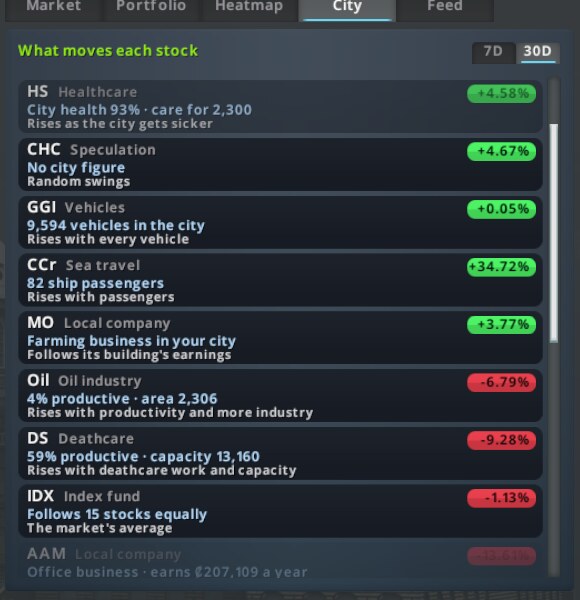 Market Portfolio Heatmap City Feed
What moves each stock 7D 30D
HS Healthcare +4.58%
City health 93% · care for 2,300
Rises as the city gets sicker
CHC Speculation +4.67%
No city figure
Random swings
GGI Vehicles +0.05%
9,594 vehicles in the city
Rises with every vehicle
CCr Sea travel +34.72%
82 ship passengers
Rises with passengers
MO Local company +3.77%
Farming business in your city
Follows its building's earnings
Oil Oil industry -6.79%
4% productive · area 2,306
Rises with productivity and more industry
DS Deathcare -9.28%
59% productive · capacity 13,160
Rises with deathcare work and capacity
IDX Index fund -1.13%
Follows 15 stocks equally
The market's average
AAM Local company
Office business · earns ₡207,109 a year